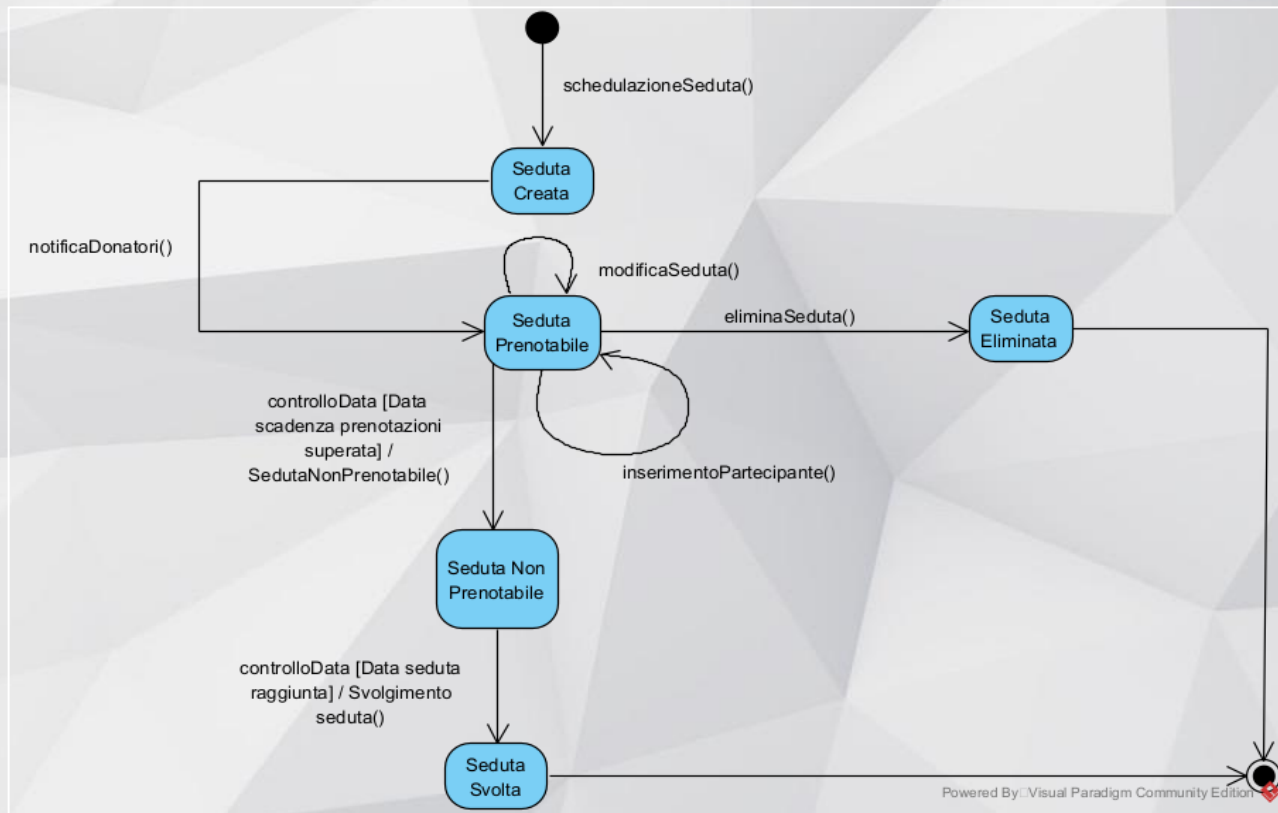 schedulazioneSeduta()
Seduta
Creata
notificaDonatori()
modificaSeduta()
Seduta
Prenotabile
eliminaSeduta()
Seduta
Eliminata
controlloData [Data
scadenza prenotazioni
superata] /
SedutaNonPrenotabile()
inserimentoPartecipante()
Seduta Non
Prenotabile
controlloData [Data seduta
raggiunta] / Svolgimento
seduta()
Seduta
Svolta
Powered By Visual Paradigm Community Edition